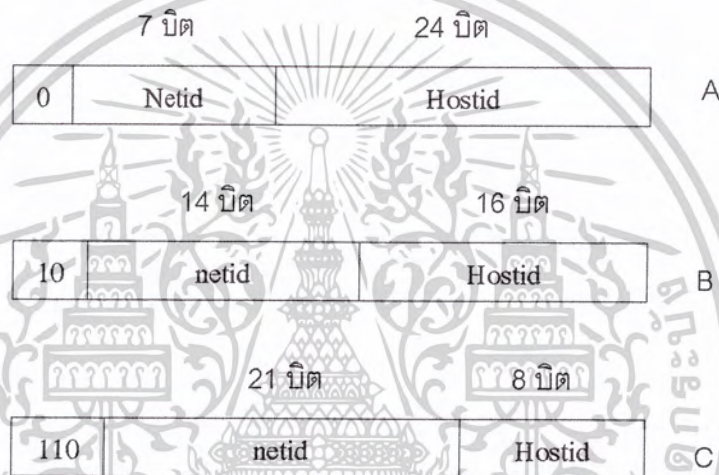 7 บิต 24 บิต
0 Netid Hostid A
14 บิต 16 บิต
10 netid Hostid B
21 บิต 8 บิต
110 netid Hostid C